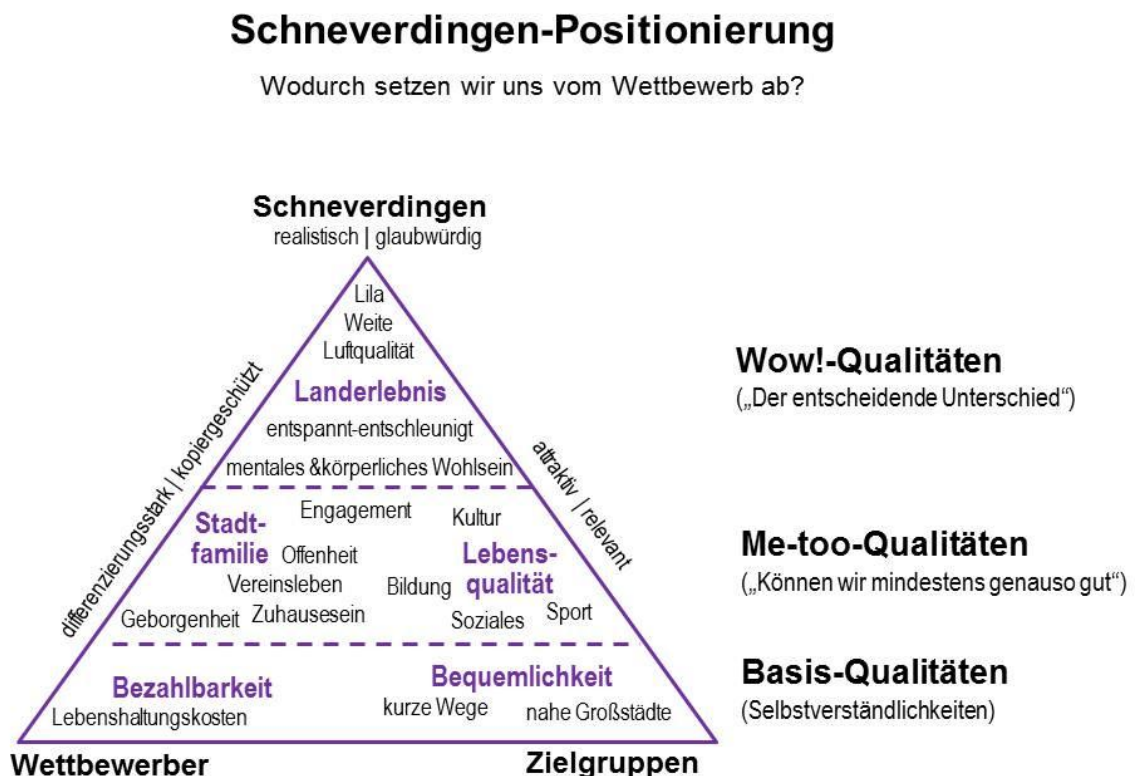 Schneverdingen-Positionierung
Wodurch setzen wir uns vom Wettbewerb ab?
Schneverdingen
realistisch | glaubwürdig
differenzierungsstark | kopiergeschützt
attraktiv | relevant
Lila
Weite
Luftqualität
Landerlebnis
entspannt-entschleunigt
mentales &körperliches Wohlsein
Wow!-Qualitäten
(„Der entscheidende Unterschied“)
Stadt-
familie
Engagement
Offenheit
Vereinsleben
Geborgenheit
Zuhausesein
Kultur
Lebens-
qualität
Bildung
Soziales
Sport
Me-too-Qualitäten
(„Können wir mindestens genauso gut“)
Bezahlbarkeit
Lebenshaltungskosten
Bequemlichkeit
kurze Wege
nahe Großstädte
Basis-Qualitäten
(Selbstverständlichkeiten)
Wettbewerber
Zielgruppen